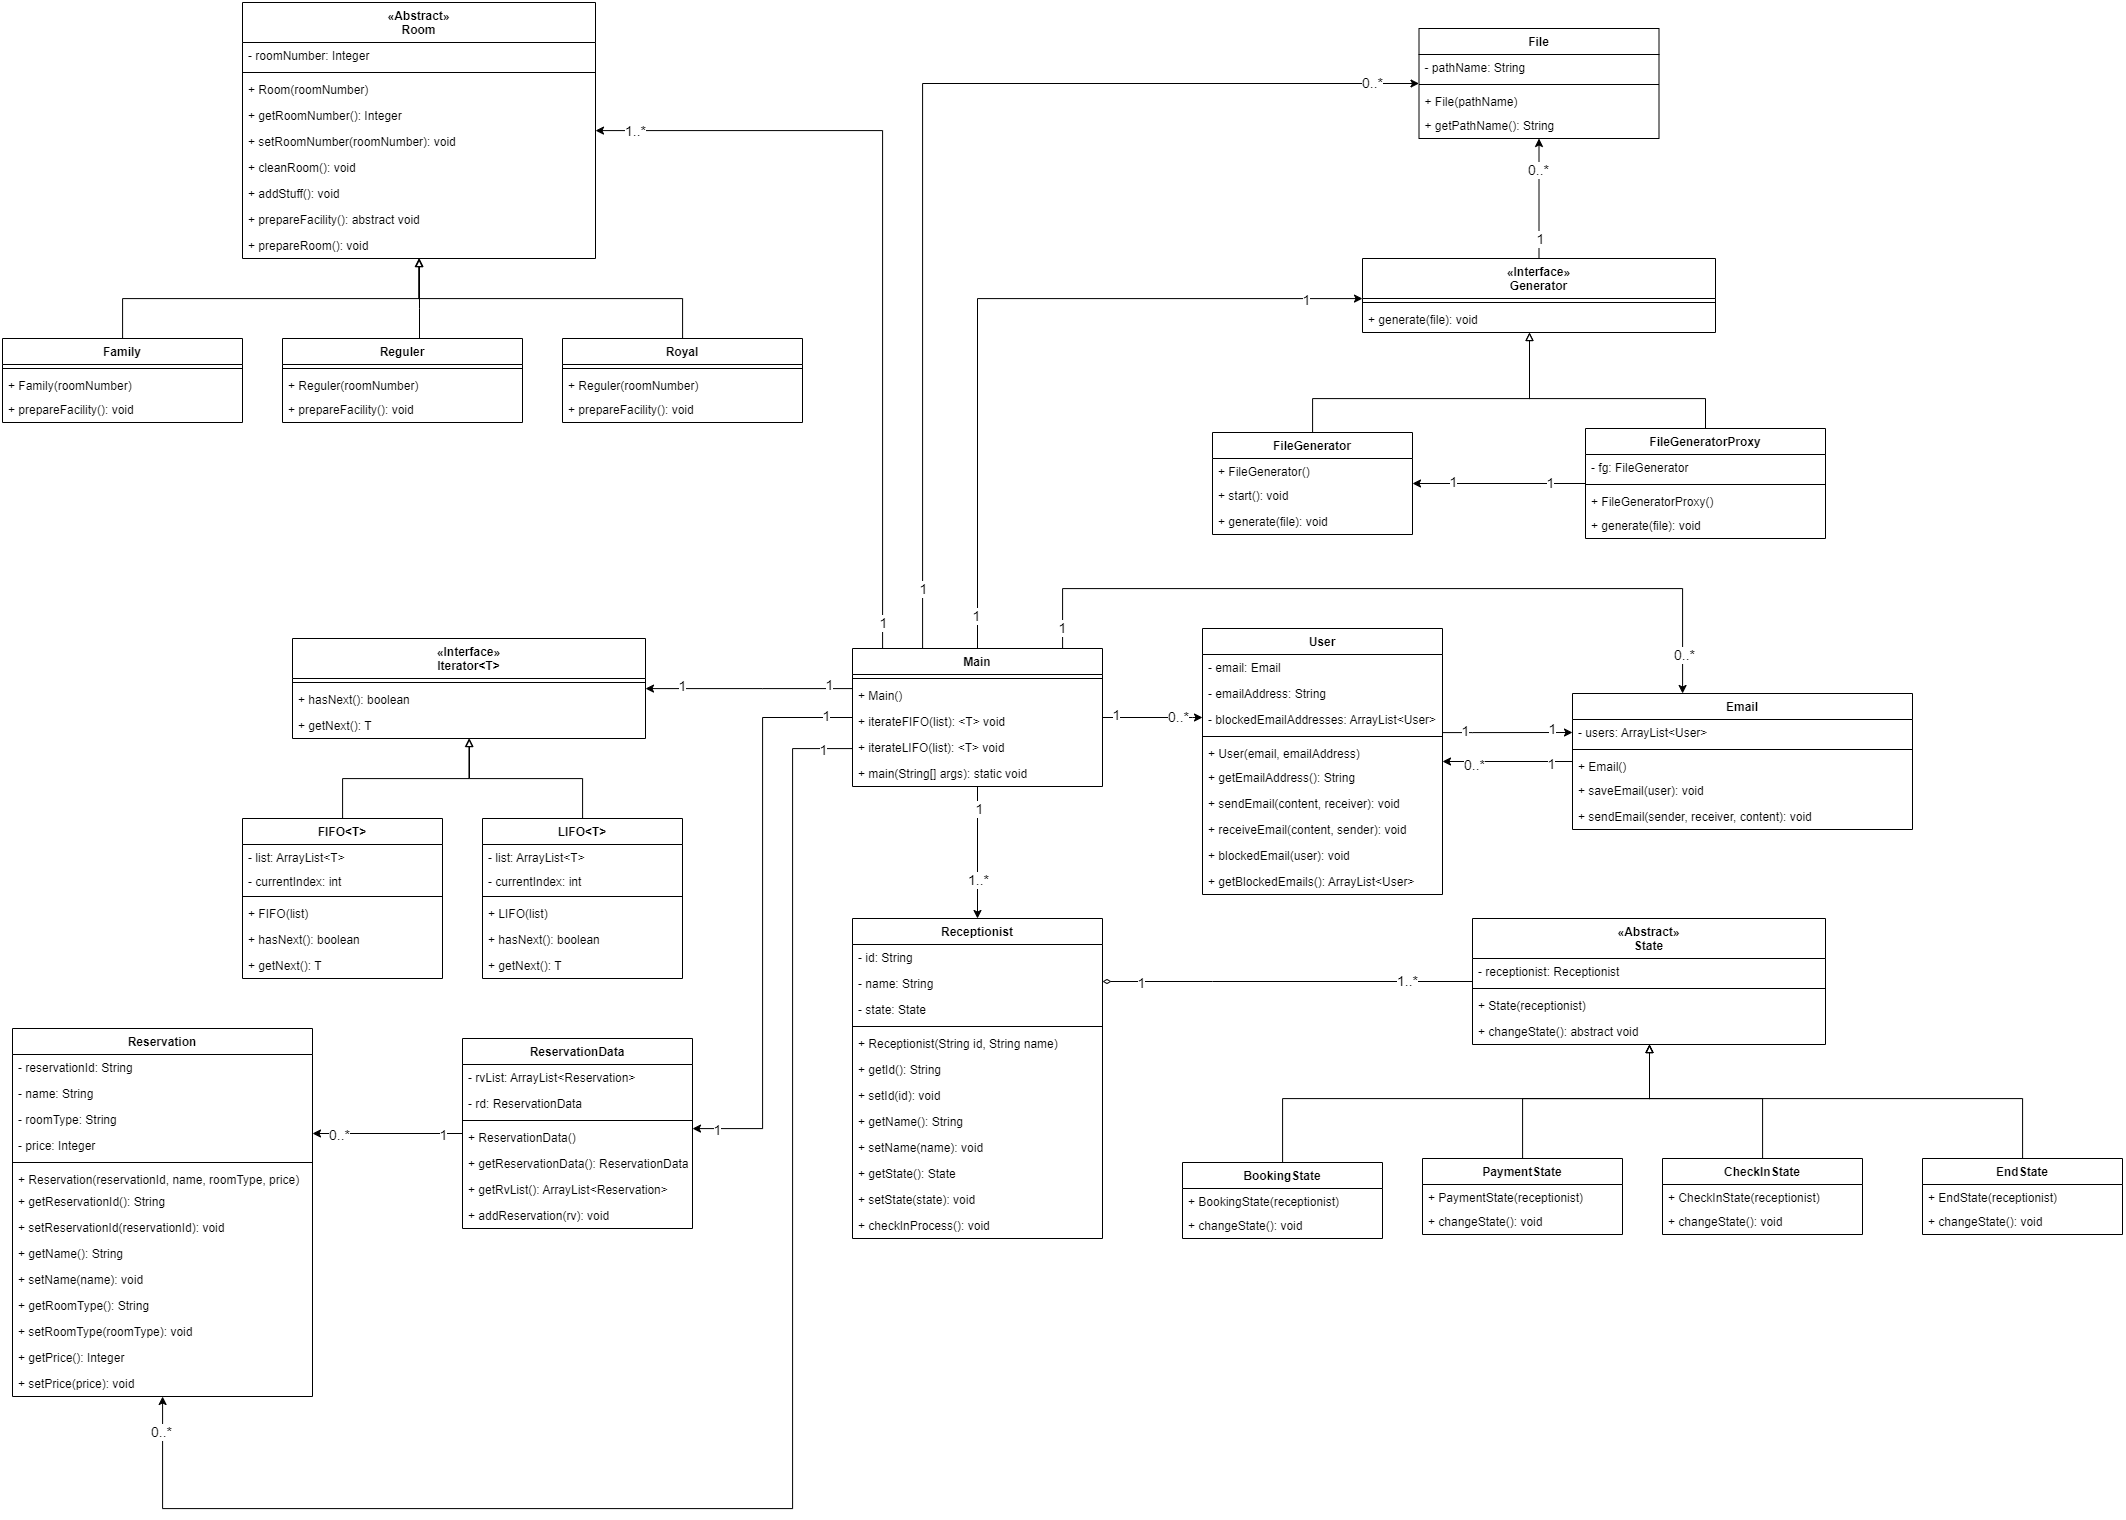 «Abstract»
Room
- roomNumber: Integer
+ Room(roomNumber)
+ getRoomNumber(): Integer
+ setRoomNumber(roomNumber): void
+ cleanRoom(): void
+ addStuff(): void
+ prepareFacility(): abstract void
+ prepareRoom(): void
1..*
0..*
File
- pathName: String
+ File(pathName)
+ getPathName(): String
0..*
1
«Interface»
Generator
+ generate(file): void
1
Family
+ Family(roomNumber)
+ prepareFacility(): void
Reguler
+ Reguler(roomNumber)
+ prepareFacility(): void
Royal
+ Reguler(roomNumber)
+ prepareFacility(): void
FileGenerator
+ FileGenerator()
+ start(): void
+ generate(file): void
1
1
FileGeneratorProxy
- fg: FileGenerator
+ FileGeneratorProxy()
+ generate(file): void
1
1
1
1
0..*
«Interface»
Iterator<T>
+ hasNext(): boolean
+ getNext(): T
1
1
1
1
Main
+ Main()
+ iterateFIFO(list): <T> void
+ iterateLIFO(list): <T> void
+ main(String[] args): static void
1
0..*
User
- email: Email
- emailAddress: String
- blockedEmailAddresses: ArrayList<User>
+ User(email, emailAddress)
+ getEmailAddress(): String
+ sendEmail(content, receiver): void
+ receiveEmail(content, sender): void
+ blockedEmail(user): void
+ getBlockedEmails(): ArrayList<User>
1
1
0..*
1
Email
- users: ArrayList<User>
+ Email()
+ saveEmail(user): void
+ sendEmail(sender, receiver, content): void
FIFO<T>
- list: ArrayList<T>
- currentIndex: int
+ FIFO(list)
+ hasNext(): boolean
+ getNext(): T
LIFO<T>
- list: ArrayList<T>
- currentIndex: int
+ LIFO(list)
+ hasNext(): boolean
+ getNext(): T
1
1..*
Receptionist
- id: String
- name: String
- state: State
+ Receptionist(String id, String name)
+ getId(): String
+ setId(id): void
+ getName(): String
+ setName(name): void
+ getState(): State
+ setState(state): void
+ checkInProcess(): void
1
1..*
«Abstract»
State
- receptionist: Receptionist
+ State(receptionist)
+ changeState(): abstract void
Reservation
- reservationId: String
- name: String
- roomType: String
- price: Integer
+ Reservation(reservationId, name, roomType, price)
+ getReservationId(): String
+ setReservationId(reservationId): void
+ getName(): String
+ setName(name): void
+ getRoomType(): String
+ setRoomType(roomType): void
+ getPrice(): Integer
+ setPrice(price): void
0..*
1
ReservationData
- rvList: ArrayList<Reservation>
- rd: ReservationData
+ ReservationData()
+ getReservationData(): ReservationData
+ getRvList(): ArrayList<Reservation>
+ addReservation(rv): void
1
BookingState
+ BookingState(receptionist)
+ changeState(): void
PaymentState
+ PaymentState(receptionist)
+ changeState(): void
CheckInState
+ CheckInState(receptionist)
+ changeState(): void
EndState
+ EndState(receptionist)
+ changeState(): void
0..*